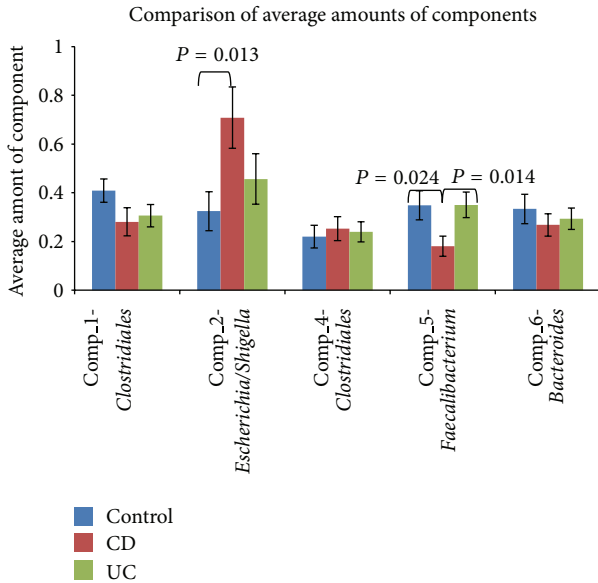 Comparison of average amounts of components
Average amont of component
1
0.8
0.6
0.4
0.2
0
P = 0.013
P = 0.024
P = 0.014
Comp_1-
Clostridiales
Comp_2-
Escherichia/Shigella
Comp_4-
Clostridiales
Comp_5-
Faecalibacterium
Comp_6-
Bacteroides
Control
CD
UC